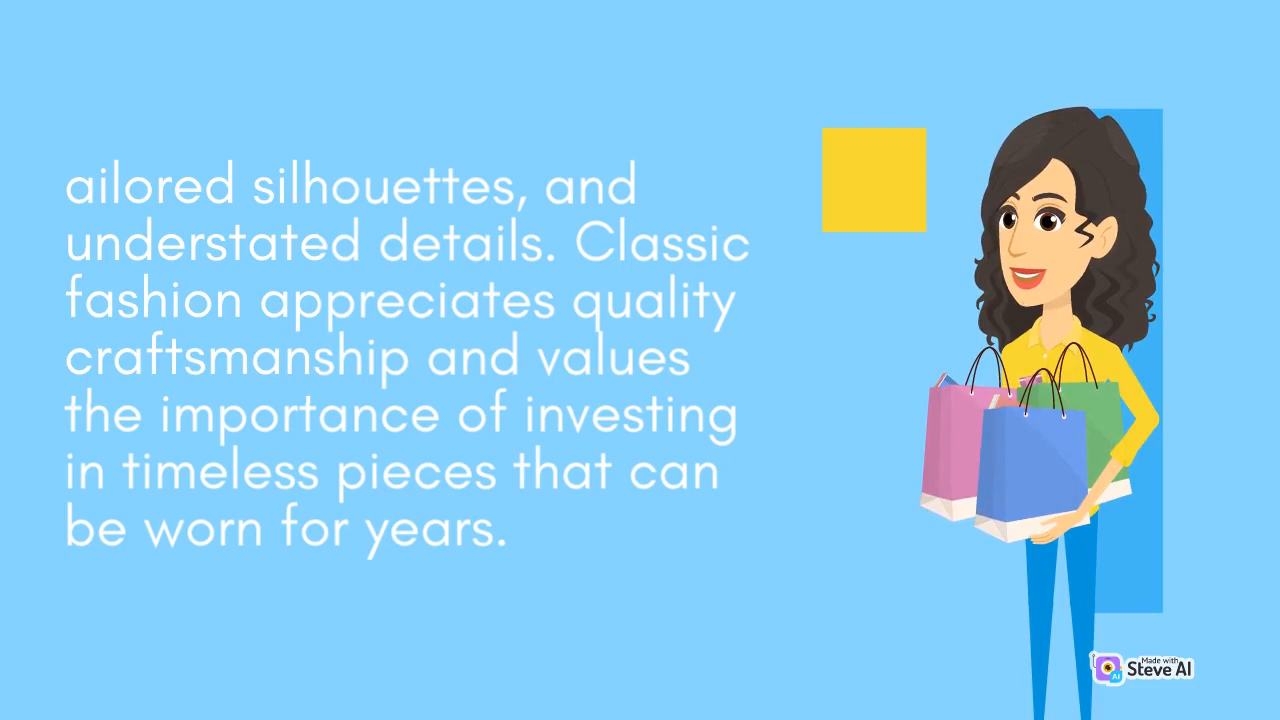 ailored silhouettes, and
understated details. Classic
fashion appreciates quality
craftsmanship and values
the importance of investing
in timeless pieces that can
be worn for years.
Made with
Steve AI
AI